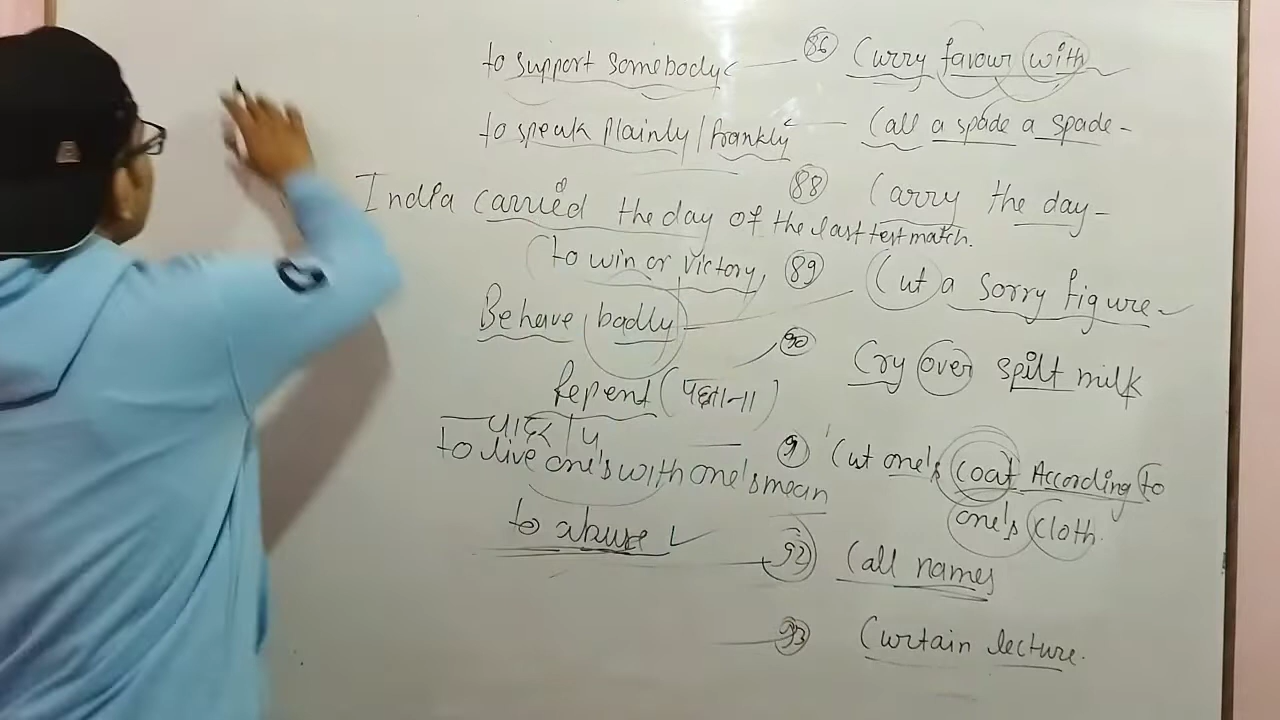 to support somebody — 86 Curry favour with
to speak plainly / frankly — Call a spade a spade -
88 Carry the day -
India carried the day of the last test match.
to win or victory, 89 Cut a sorry figure -
Behave badly
90 Cry over spilt milk
Repent (पछताना)
91 Cut one's coat According to
to live one's with one's mean
one's cloth.
to abuse 92 Call names
93 Curtain lecture.